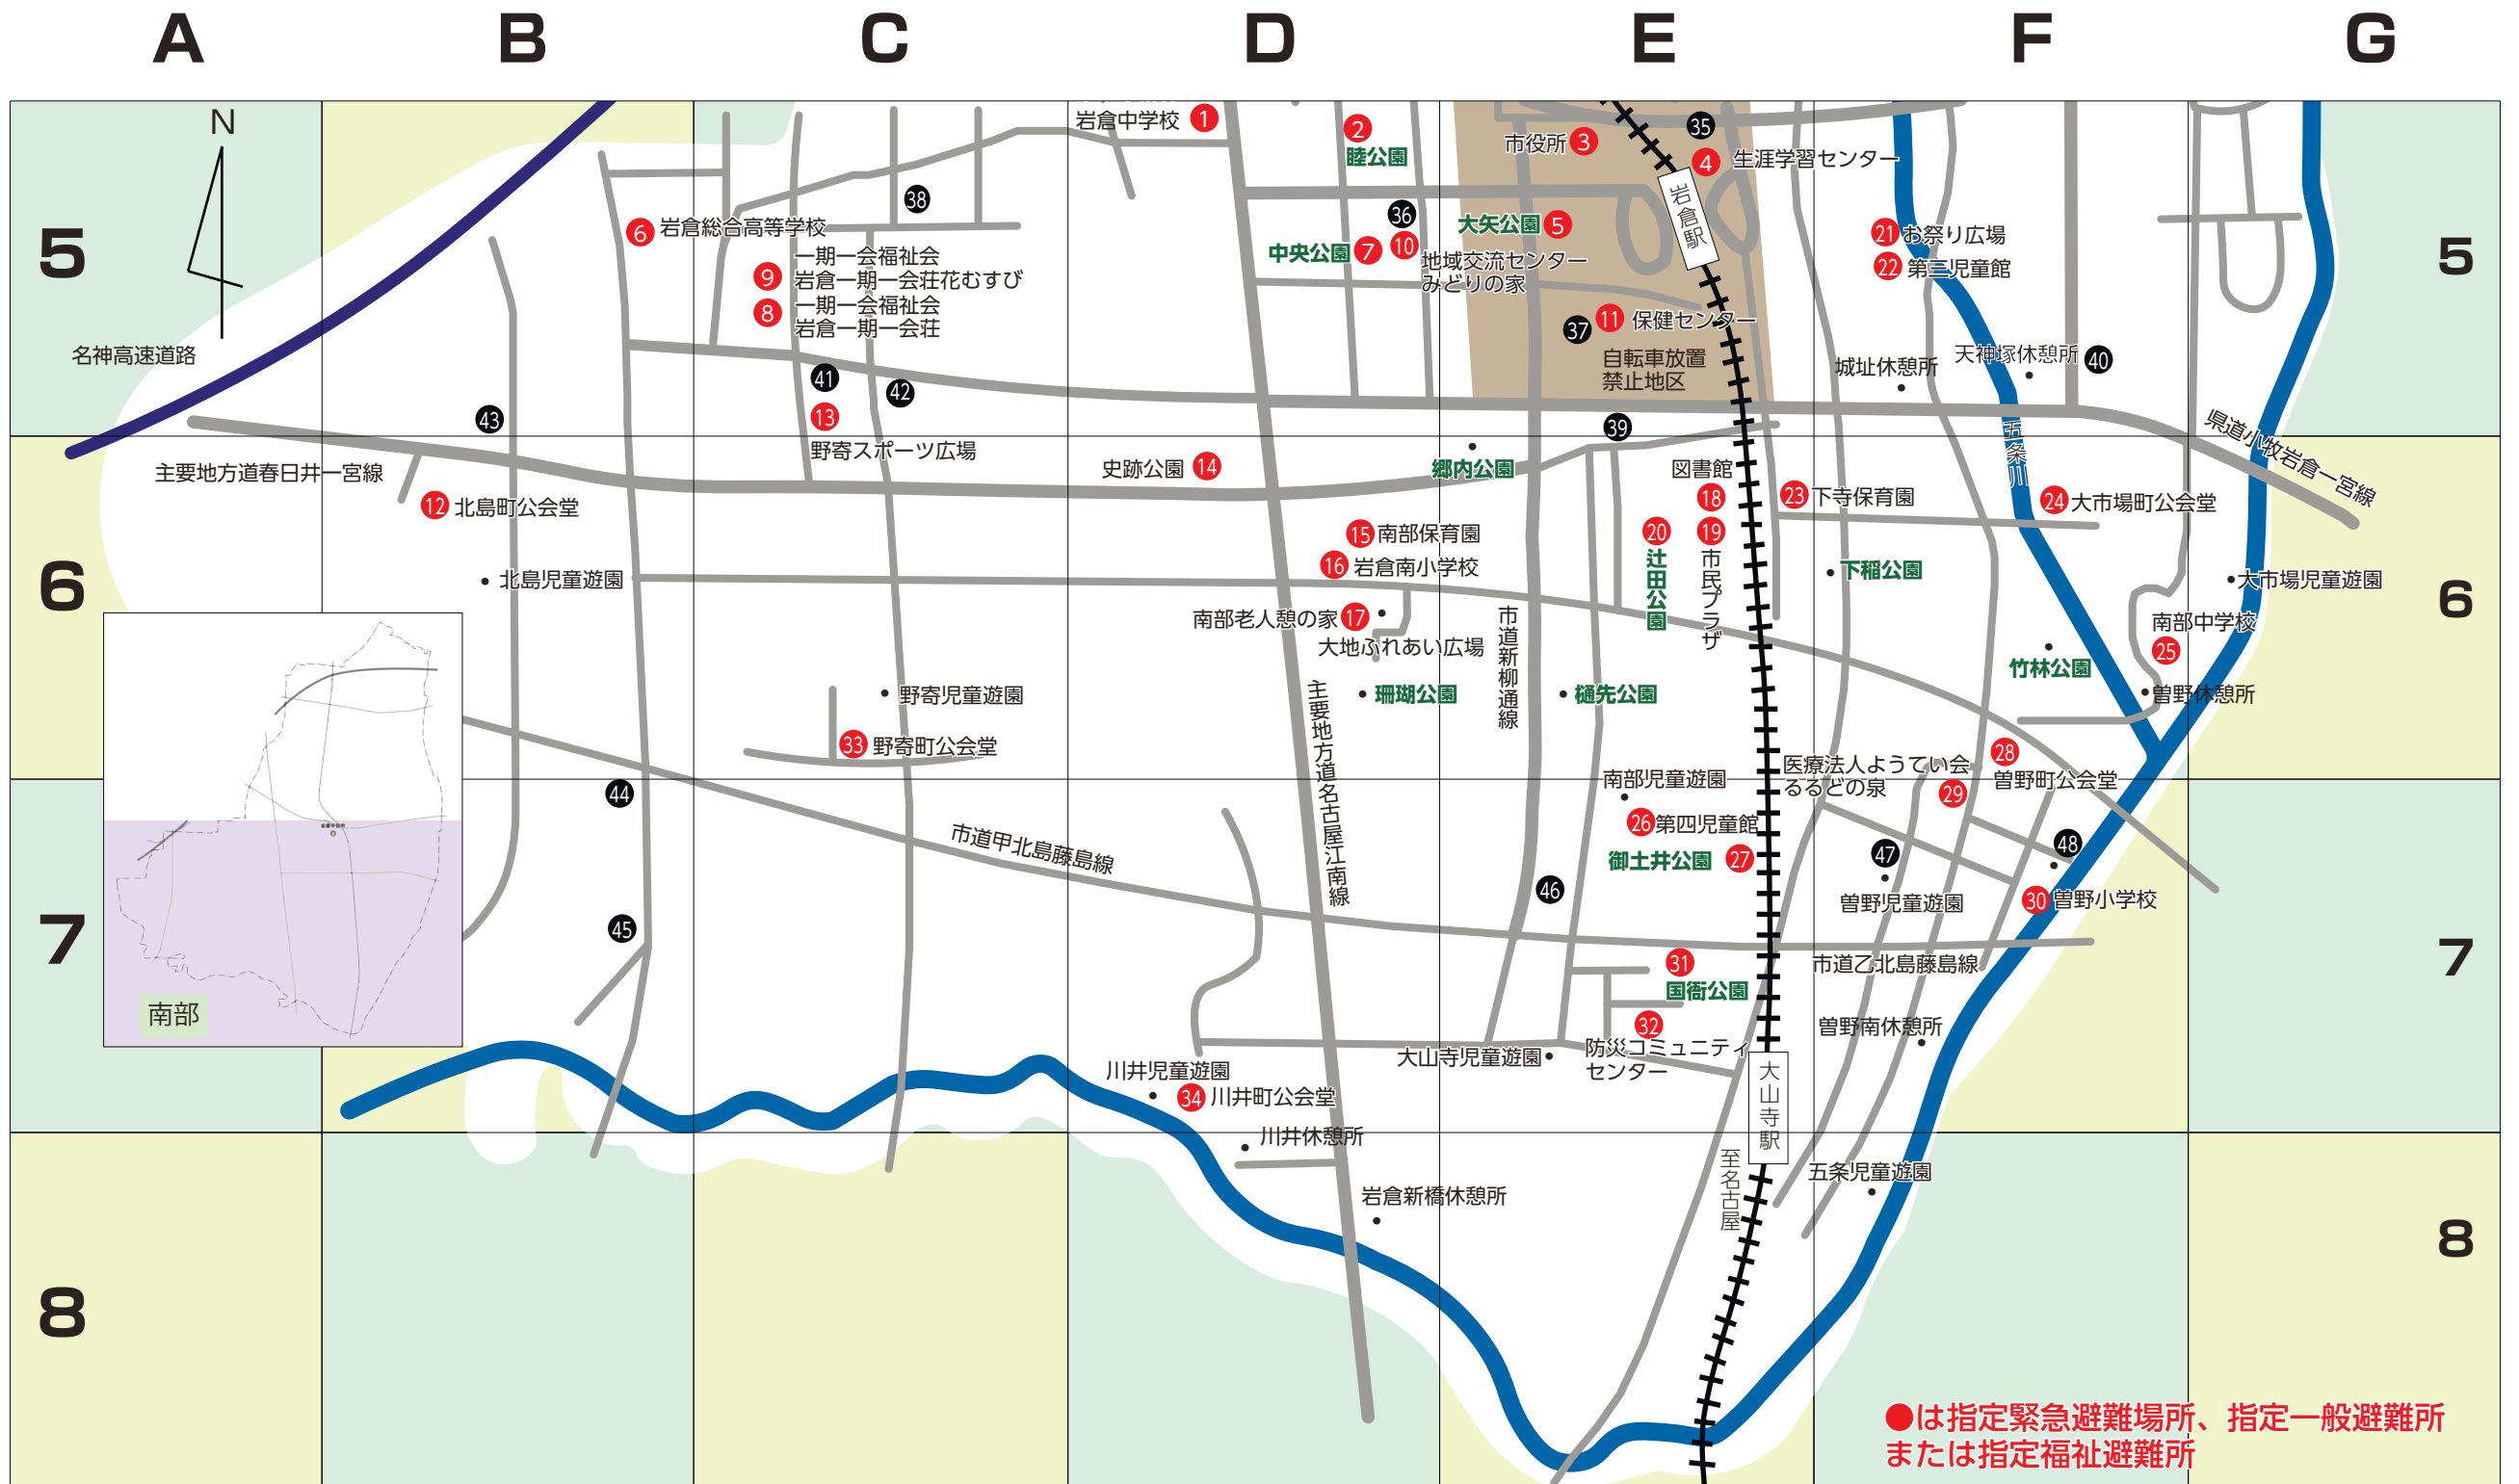 A B C D E F G
N
岩倉中学校 1
2
睦公園
市役所 3
35
4 生涯学習センター
岩倉駅
38
6 岩倉総合高等学校
36
大矢公園 5
中央公園 7
10
地域交流センター
みどりの家
21 お祭り広場
22 第三児童館
5
5
一期一会福祉会
9 岩倉一期一会荘花むすび
一期一会福祉会
8 岩倉一期一会荘
37 11 保健センター
自転車放置
禁止地区
名神高速道路
城址休憩所
天神塚休憩所 40
41
42
43
13
野寄スポーツ広場
39
五条川
県道小牧岩倉一宮線
主要地方道春日井一宮線
史跡公園 14
郷内公園
図書館
18
23 下寺保育園
24 大市場町公会堂
12 北島町公会堂
15 南部保育園
20
辻田公園
19
市民プラザ
16 岩倉南小学校
6
6
北島児童遊園
下稲公園
大市場児童遊園
南部老人憩の家 17
大地ふれあい広場
市道新柳通線
南部中学校
25
竹林公園
曽野休憩所
野寄児童遊園
主要地方道名古屋江南線
珊瑚公園
樋先公園
33 野寄町公会堂
医療法人ようてい会
るるどの泉
28
曽野町公会堂
29
南部児童遊園
44
26 第四児童館
市道甲北島藤島線
御土井公園 27
47
48
46
曽野児童遊園
30 曽野小学校
7
7
45
31
国衙公園
市道乙北島藤島線
南部
32
防災コミュニティ
センター
曽野南休憩所
大山寺児童遊園
川井児童遊園
34 川井町公会堂
大山寺駅
川井休憩所
至名古屋
五条児童遊園
岩倉新橋休憩所
8
8
●は指定緊急避難場所、指定一般避難所
または指定福祉避難所